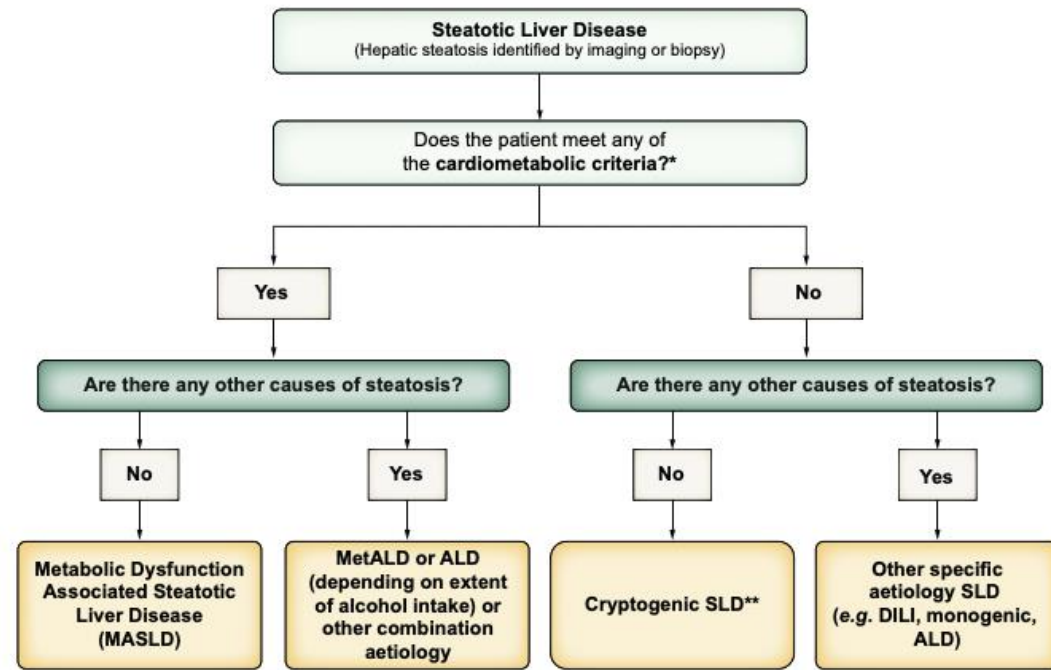 Steatotic Liver Disease
(Hepatic steatosis identified by imaging or biopsy)
Does the patient meet any of
the cardiometabolic criteria?*
Yes
No
Are there any other causes of steatosis?
Are there any other causes of steatosis?
No
Yes
No
Yes
Metabolic Dysfunction
Associated Steatotic
Liver Disease
(MASLD)
MetALD or ALD
(depending on extent
of alcohol intake) or
other combination
aetiology
Cryptogenic SLD**
Other specific
aetiology SLD
(e.g. DILI, monogenic,
ALD)